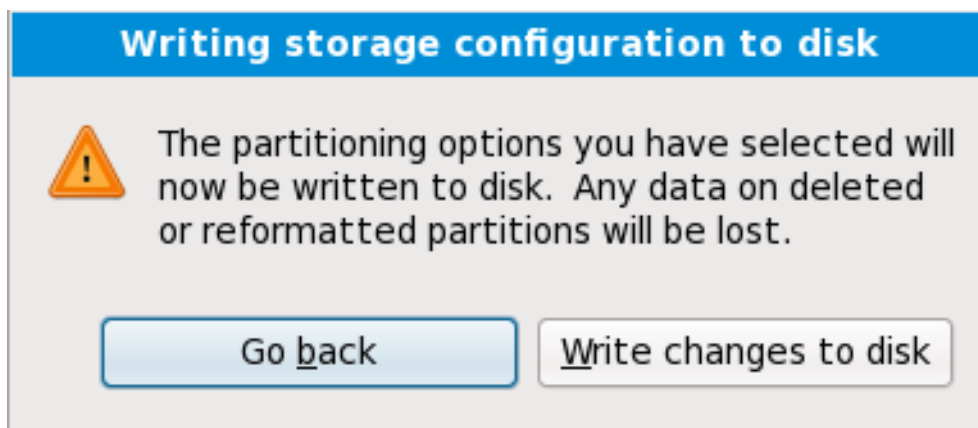 Writing storage configuration to disk
The partitioning options you have selected will
now be written to disk.  Any data on deleted
or reformatted partitions will be lost.
Go back
Write changes to disk